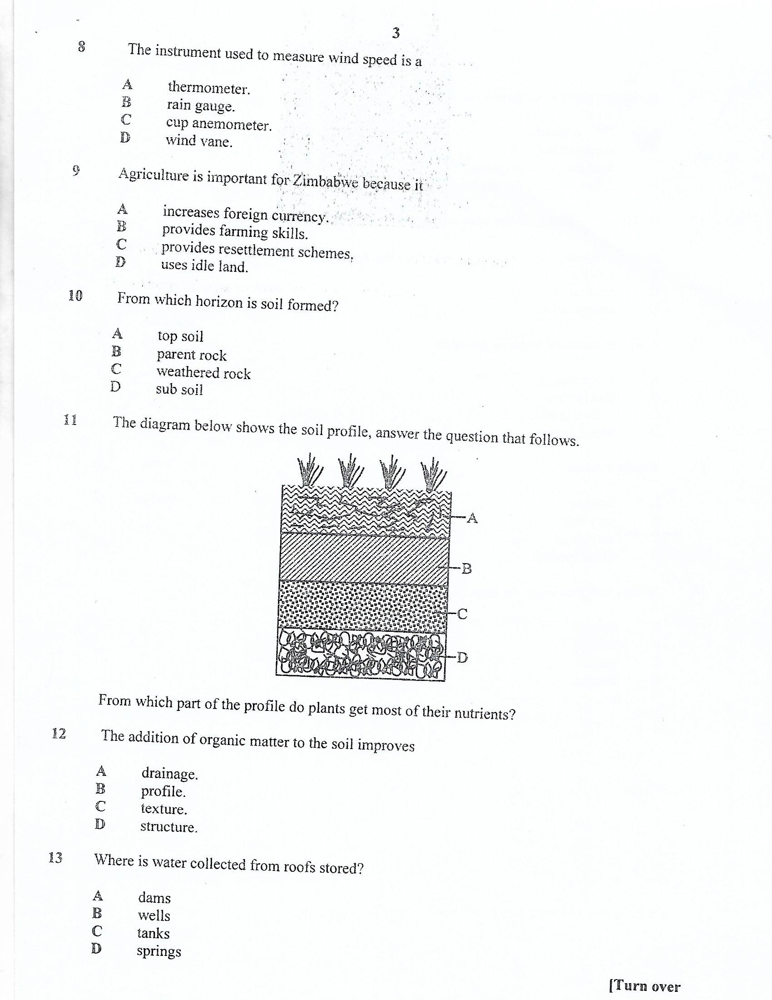 3
8 The instrument used to measure wind speed is a
A thermometer.
B rain gauge.
C cup anemometer.
D wind vane.
9 Agriculture is important for Zimbabwe because it
A increases foreign currency.
B provides farming skills.
C provides resettlement schemes.
D uses idle land.
10 From which horizon is soil formed?
A top soil
B parent rock
C weathered rock
D sub soil
11 The diagram below shows the soil profile, answer the question that follows.
A
B
C
D
From which part of the profile do plants get most of their nutrients?
12 The addition of organic matter to the soil improves
A drainage.
B profile.
C texture.
D structure.
13 Where is water collected from roofs stored?
A dams
B wells
C tanks
D springs
[Turn over